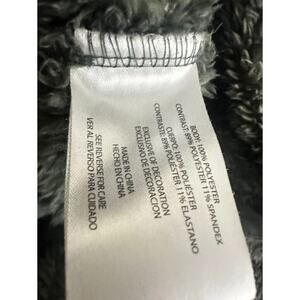 BODY: 100% POLYESTER
CONTRAST: 89% POLYESTER 11% SPANDEX
CUERPO: 100% POLIÉSTER
CONTRASTE: 89% POLIÉSTER 11% ELASTANO
EXCLUSIVE OF DECORATION
EXCLUSIVO DE DECORACIÓN
MADE IN CHINA
HECHO EN CHINA
SEE REVERSE FOR CARE
VER AL REVERSO PARA CUIDADO